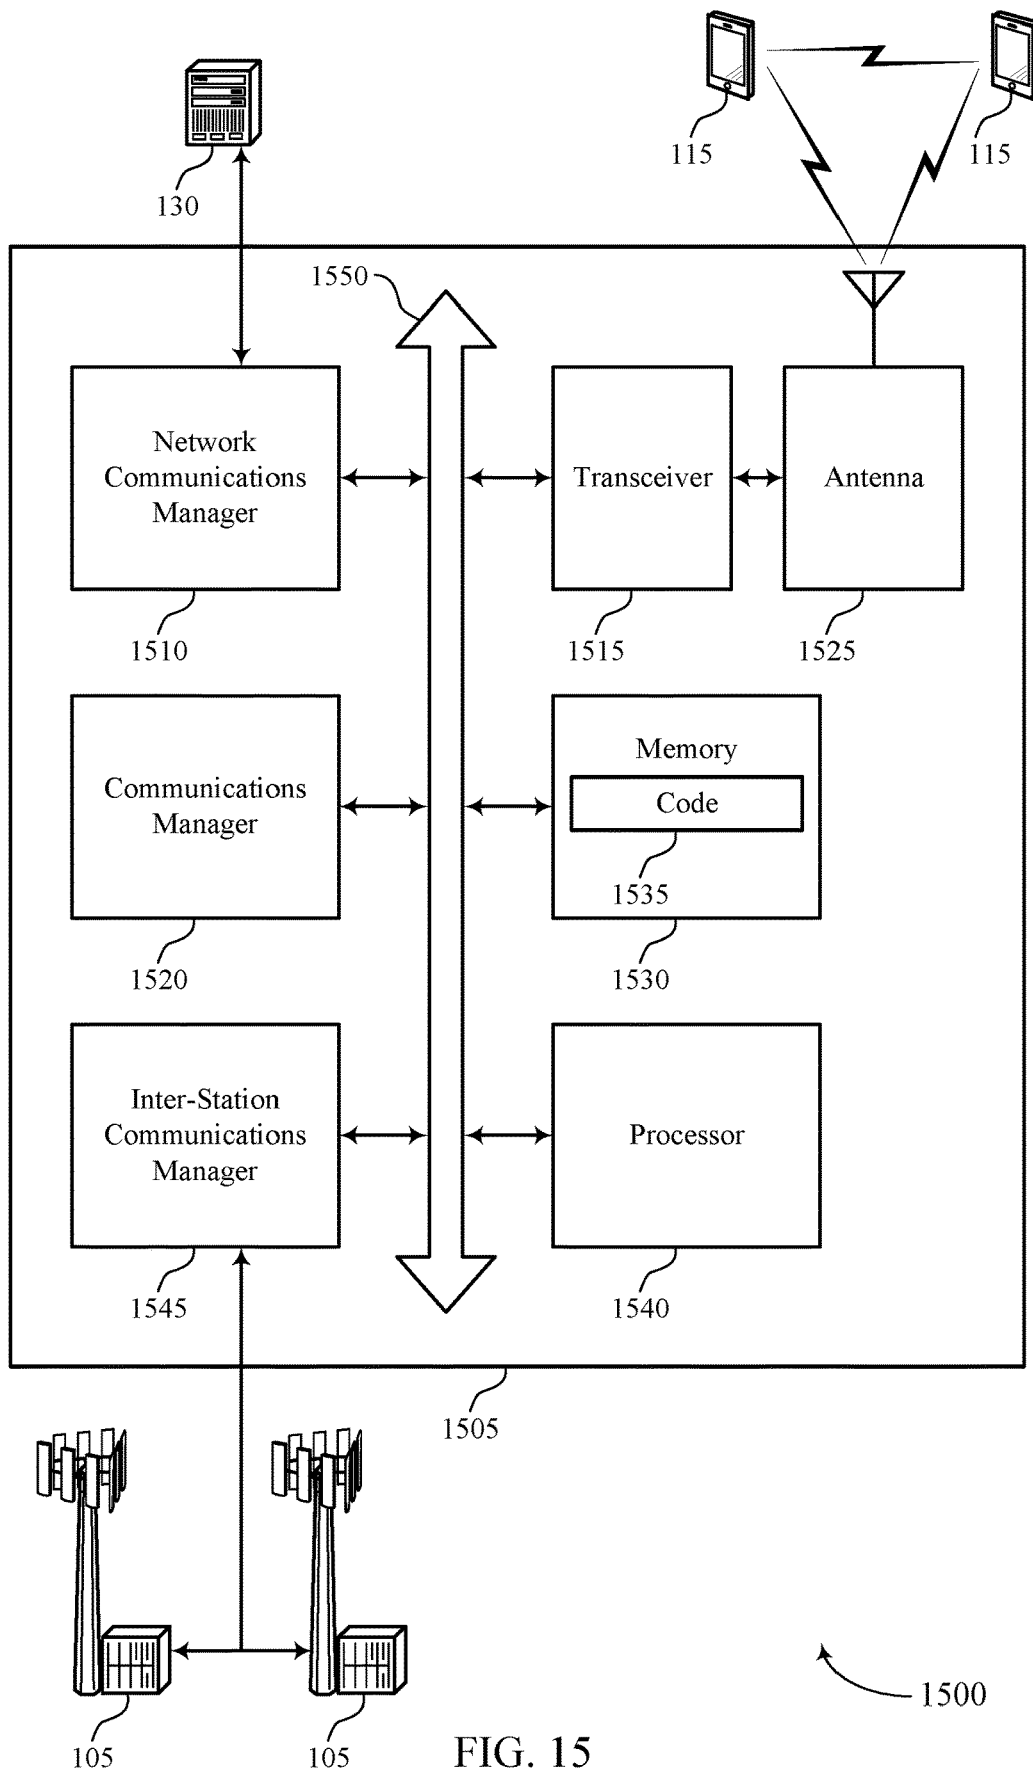 130
115
115
1550
Network
Communications
Manager
Transceiver
Antenna
1510
1515
1525
Communications
Manager
Memory
Code
1535
1520
1530
Inter-Station
Communications
Manager
Processor
1545
1540
1505
1500
105
105
FIG. 15